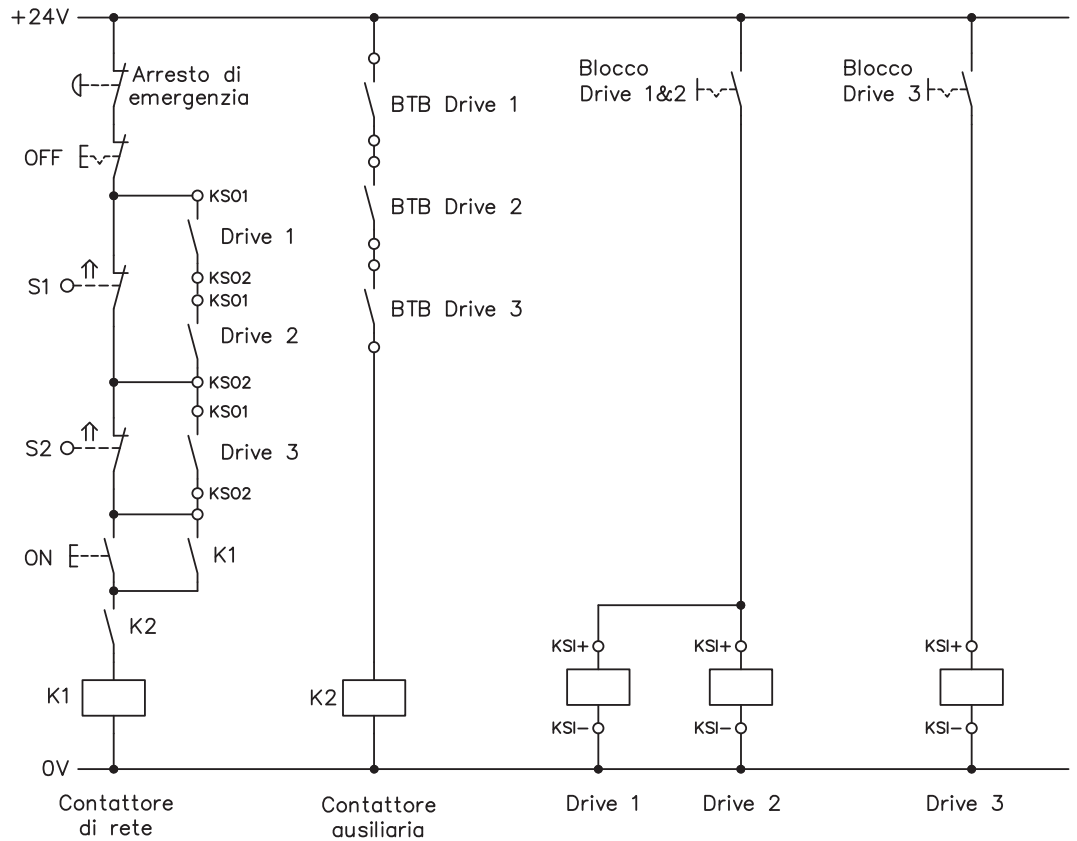 +24V
Arresto di
emergenzia
OFF
KSO1
Drive 1
S1
KSO2
KSO1
Drive 2
KSO2
KSO1
S2
Drive 3
KSO2
ON
K1
K2
K1
BTB Drive 1
BTB Drive 2
BTB Drive 3
K2
Blocco
Drive 1&2
Blocco
Drive 3
KSI+
KSI+
KSI+
KSI-
KSI-
KSI-
0V
Contattore
di rete
Contattore
ausiliaria
Drive 1
Drive 2
Drive 3